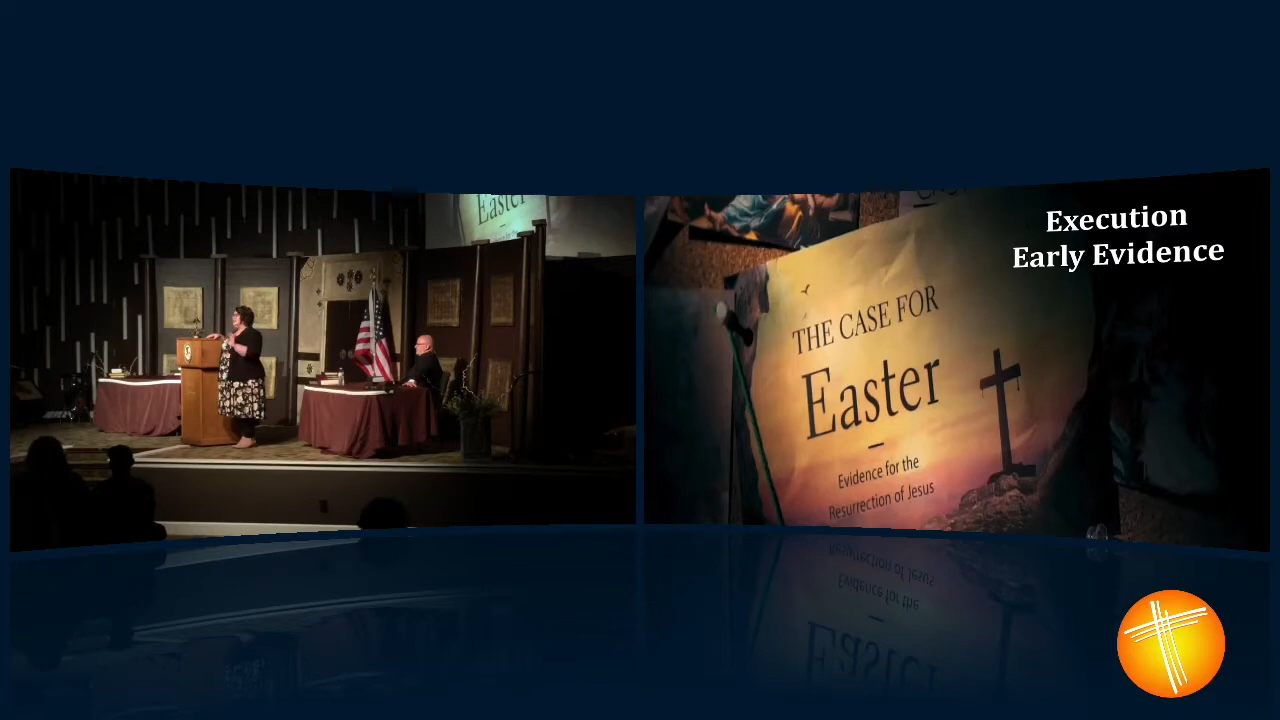 Easter
Execution
Early Evidence
THE CASE FOR
Easter
Evidence for the
Resurrection of Jesus